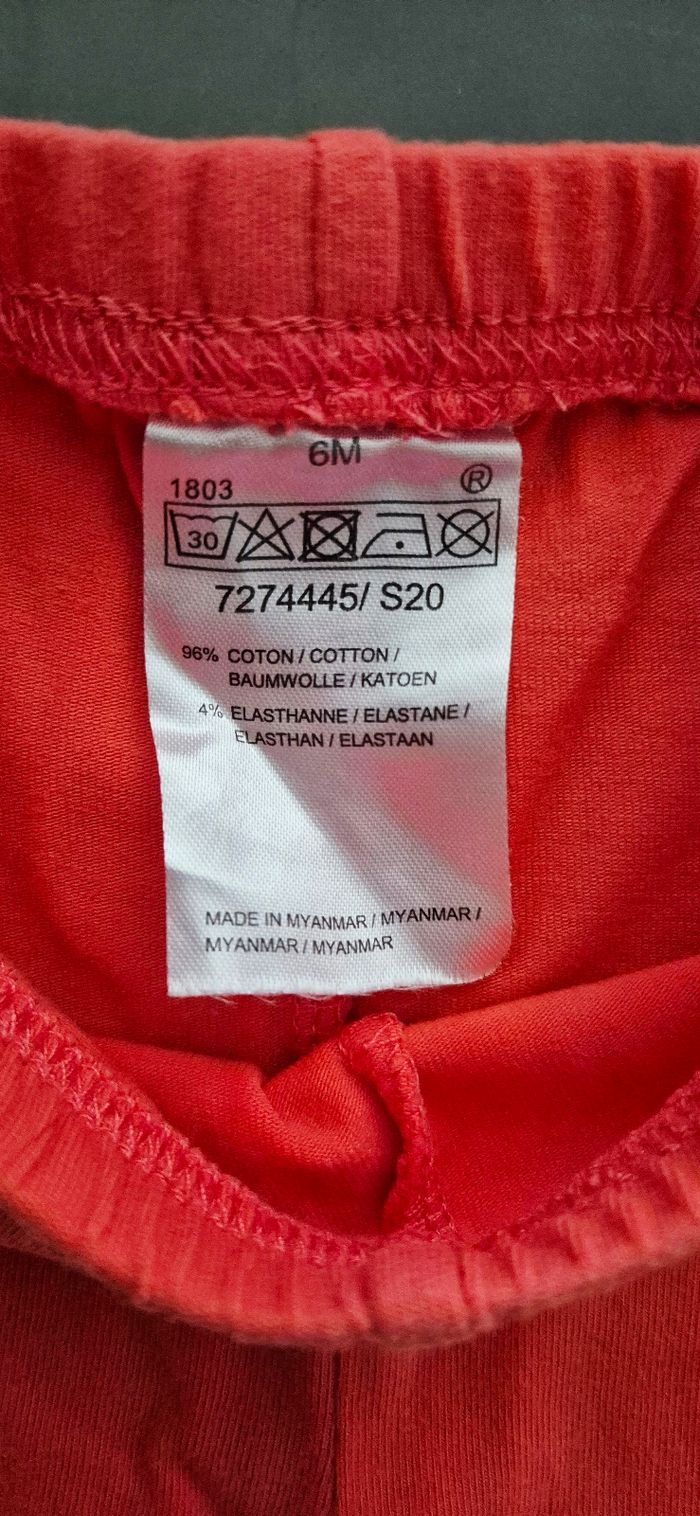 6M
1803
®
30
7274445/ S20
96% COTON / COTTON /
BAUMWOLLE / KATOEN
4% ELASTHANNE / ELASTANE /
ELASTHAN / ELASTAAN
MADE IN MYANMAR / MYANMAR /
MYANMAR / MYANMAR